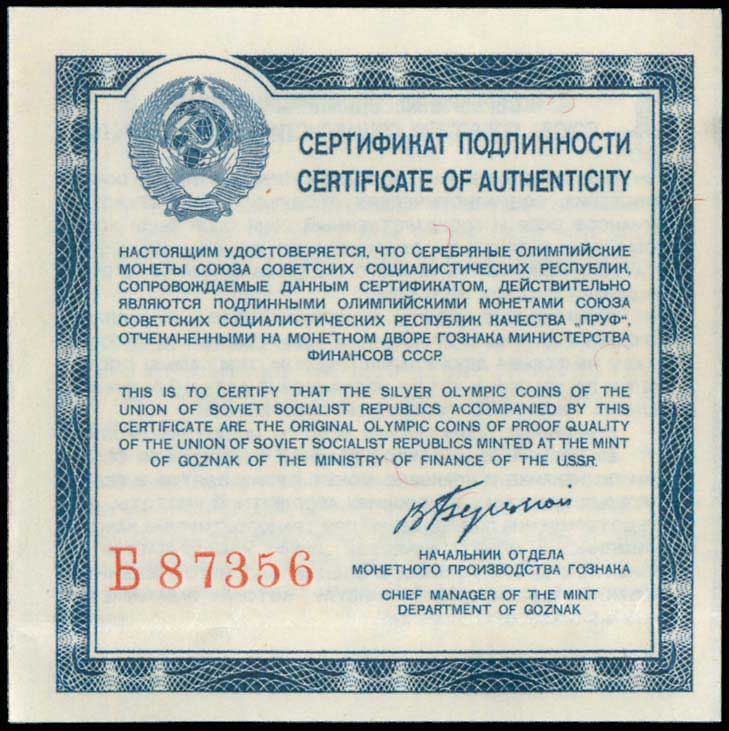 СЕРТИФИКАТ ПОДЛИННОСТИ
CERTIFICATE OF AUTHENTICITY
НАСТОЯЩИМ УДОСТОВЕРЯЕТСЯ, ЧТО СЕРЕБРЯНЫЕ ОЛИМПИЙСКИЕ
МОНЕТЫ СОЮЗА СОВЕТСКИХ СОЦИАЛИСТИЧЕСКИХ РЕСПУБЛИК,
СОПРОВОЖДАЕМЫЕ ДАННЫМ СЕРТИФИКАТОМ, ДЕЙСТВИТЕЛЬНО
ЯВЛЯЮТСЯ ПОДЛИННЫМИ ОЛИМПИЙСКИМИ МОНЕТАМИ СОЮЗА
СОВЕТСКИХ СОЦИАЛИСТИЧЕСКИХ РЕСПУБЛИК КАЧЕСТВА „ПРУФ“,
ОТЧЕКАНЕННЫМИ НА МОНЕТНОМ ДВОРЕ ГОЗНАКА МИНИСТЕРСТВА
ФИНАНСОВ СССР
THIS IS TO CERTIFY THAT THE SILVER OLYMPIC COINS OF THE
UNION OF SOVIET SOCIALIST REPUBLICS ACCOMPANIED BY THIS
CERTIFICATE ARE THE ORIGINAL OLYMPIC COINS OF PROOF QUALITY
OF THE UNION OF SOVIET SOCIALIST REPUBLICS MINTED AT THE MINT
OF GOZNAK OF THE MINISTRY OF FINANCE OF THE U.S.S.R.
Б 87356
НАЧАЛЬНИК ОТДЕЛА
МОНЕТНОГО ПРОИЗВОДСТВА ГОЗНАКА
CHIEF MANAGER OF THE MINT
DEPARTMENT OF GOZNAK